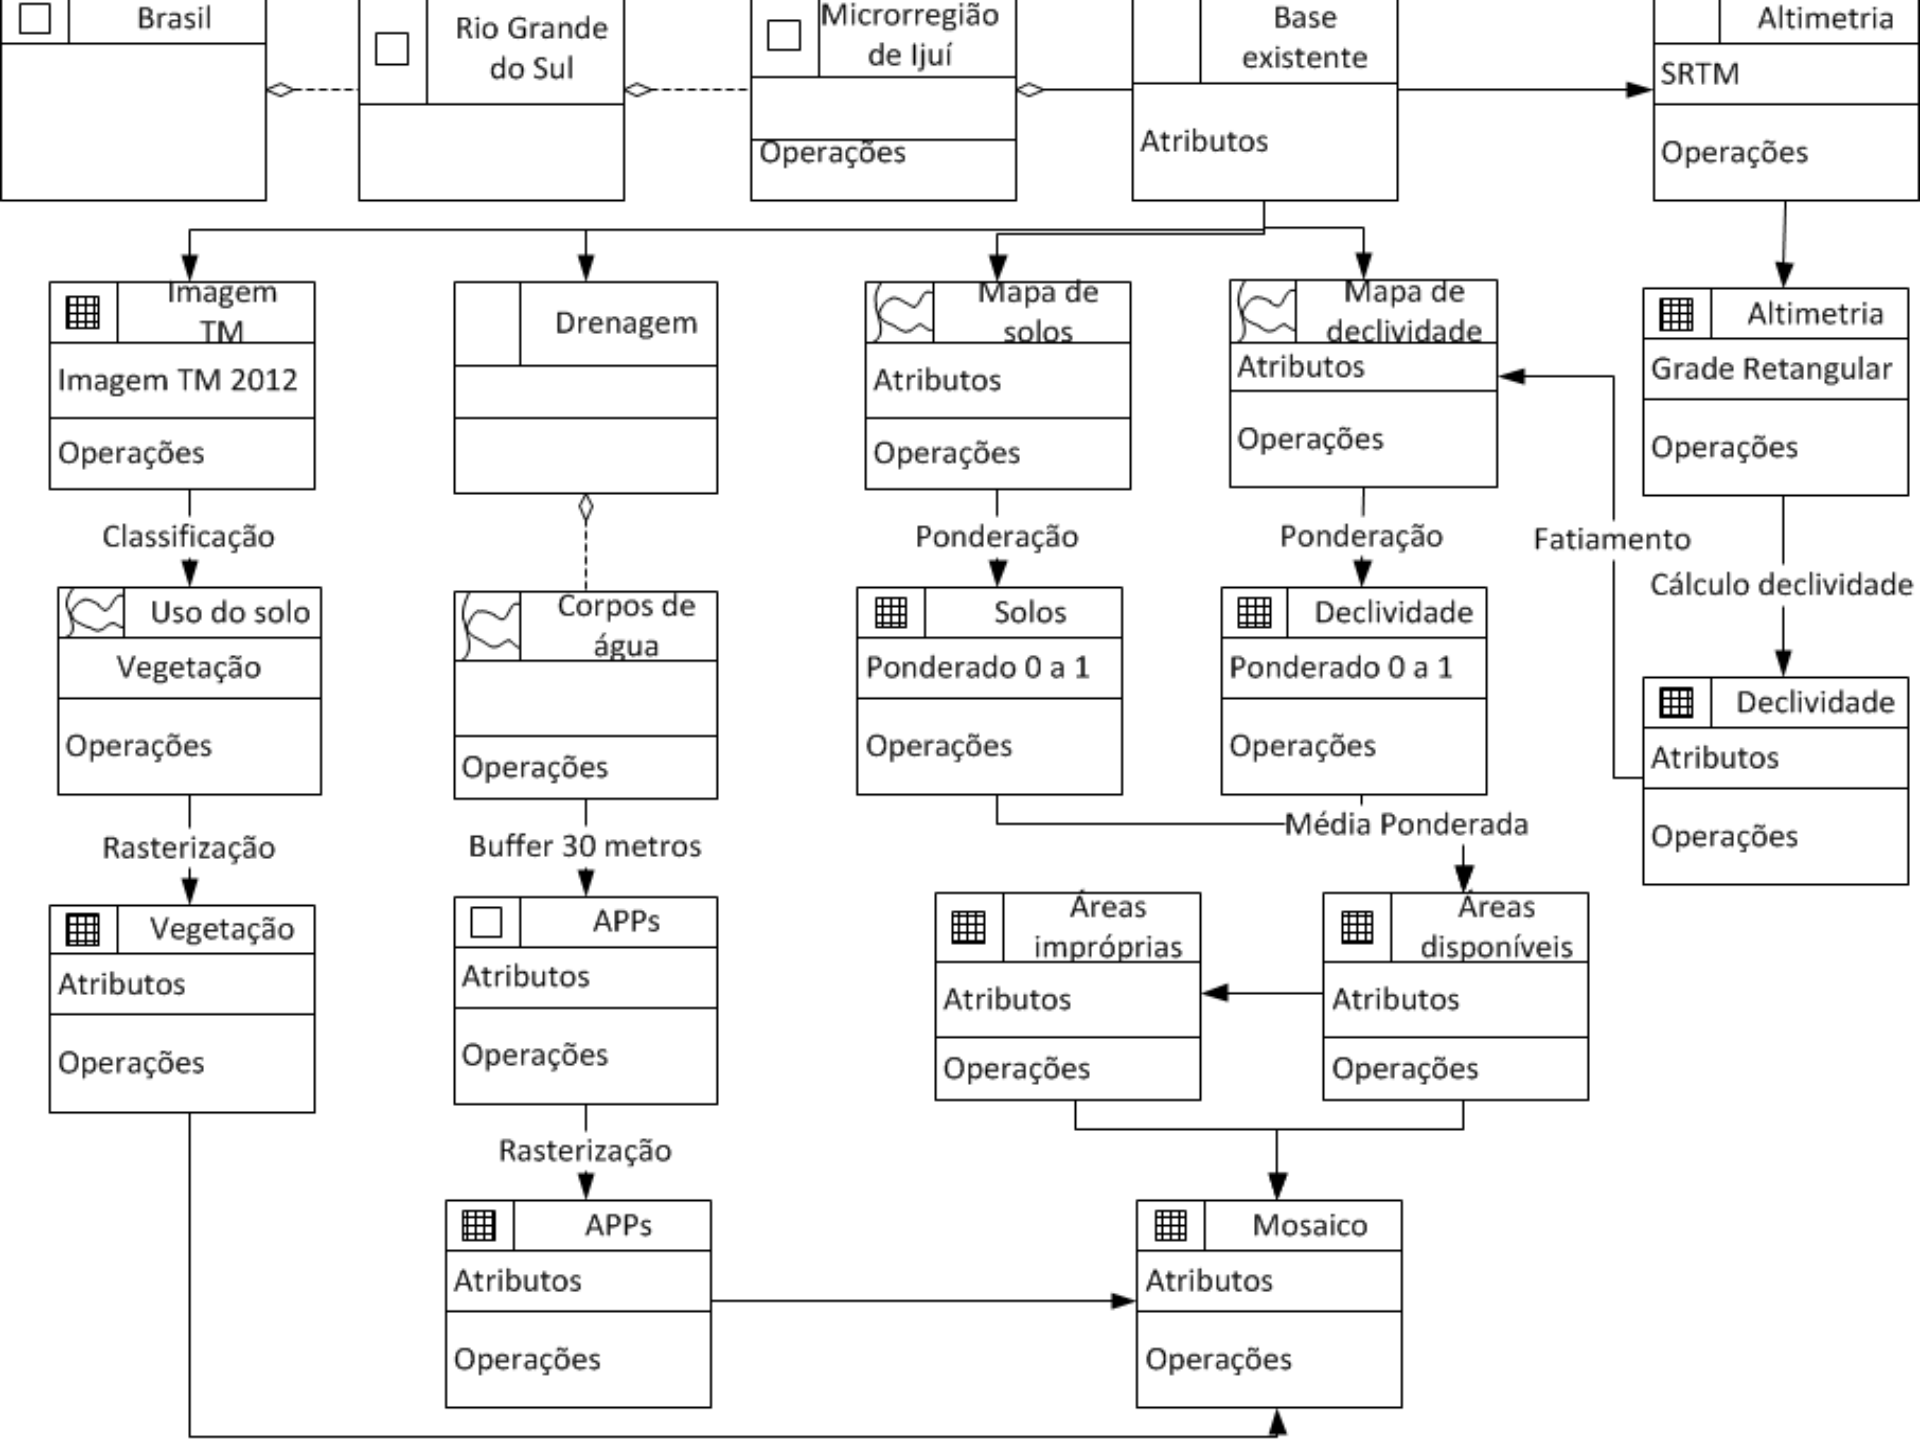 Brasil
Rio Grande
do Sul
Microrregião
de Ijuí
Operações
Base
existente
Atributos
Altimetria
SRTM
Operações
Imagem
TM
Imagem TM 2012
Operações
Drenagem
Mapa de
solos
Atributos
Operações
Mapa de
declividade
Atributos
Operações
Altimetria
Grade Retangular
Operações
Classificação
Ponderação
Ponderação
Fatiamento
Cálculo declividade
Uso do solo
Vegetação
Operações
Corpos de
água
Operações
Solos
Ponderado 0 a 1
Operações
Declividade
Ponderado 0 a 1
Operações
Declividade
Atributos
Operações
Rasterização
Buffer 30 metros
Média Ponderada
Vegetação
Atributos
Operações
APPs
Atributos
Operações
Áreas
impróprias
Atributos
Operações
Áreas
disponíveis
Atributos
Operações
Rasterização
APPs
Atributos
Operações
Mosaico
Atributos
Operações